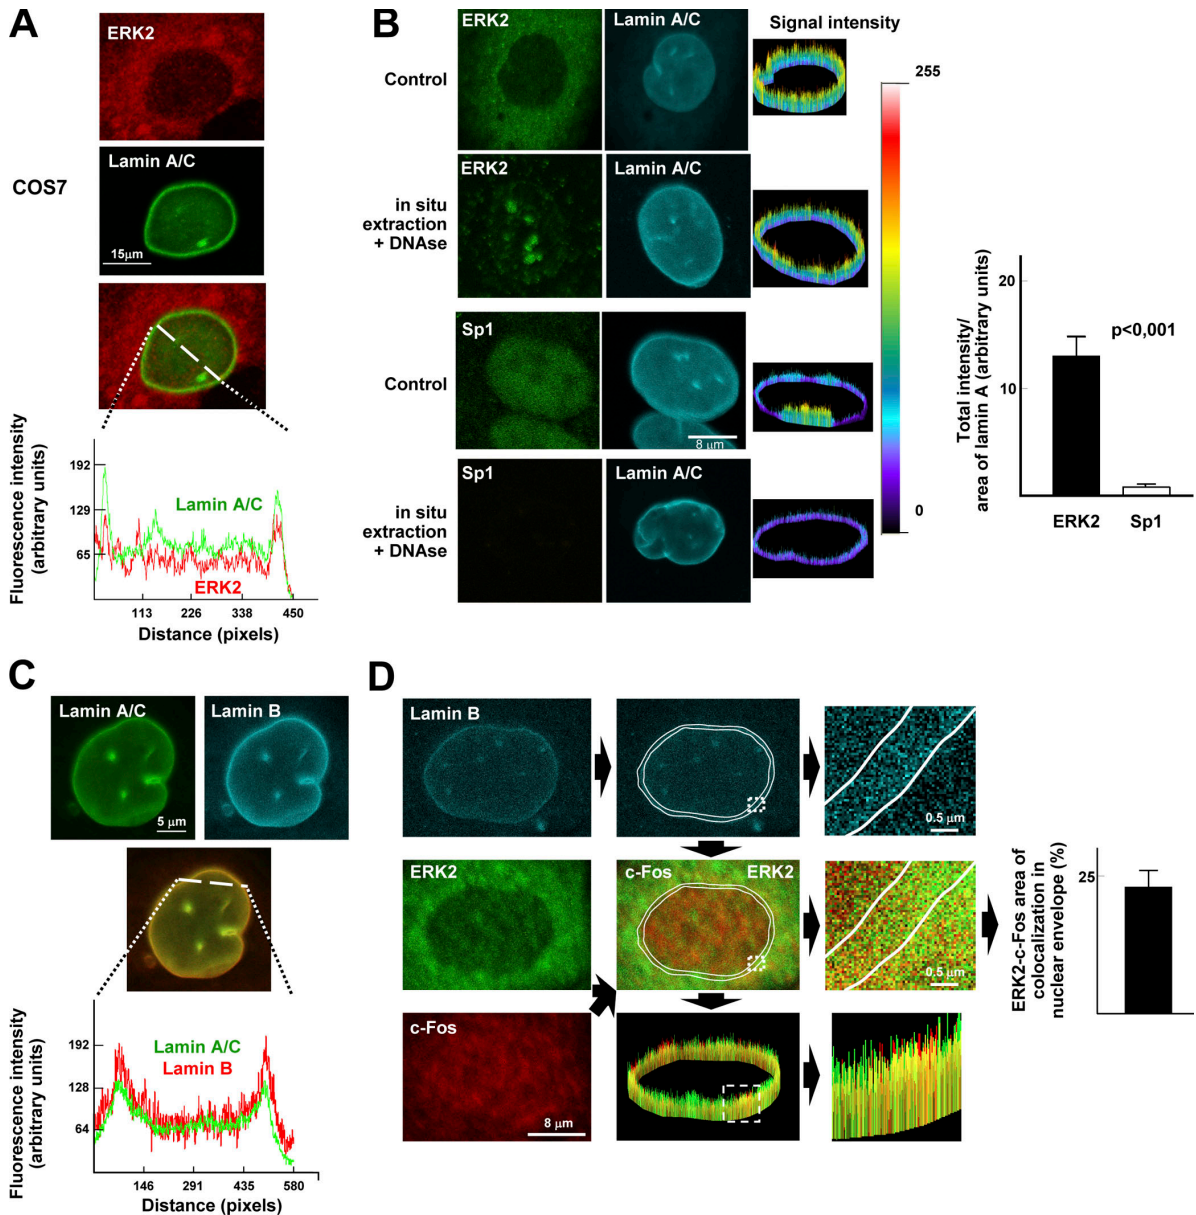 A
ERK2
COS7
Lamin A/C
15μm
Fluorescence intensity
(arbitrary units)
192
129
65
Lamin A/C
ERK2
113
226
338
450
Distance (pixels)
B
ERK2
Lamin A/C
Signal intensity
Control
255
ERK2
Lamin A/C
in situ
extraction
+ DNAse
Sp1
Control
8 μm
Sp1
Lamin A/C
in situ
extraction
+ DNAse
0
Total intensity/
area of lamin A (arbitrary units)
20
10
p<0,001
ERK2
Sp1
C
Lamin A/C
Lamin B
5 μm
Fluorescence intensity
(arbitrary units)
192
128
64
Lamin A/C
Lamin B
146
291
435
580
Distance (pixels)
D
Lamin B
0.5 μm
ERK2
c-Fos
ERK2
0.5 μm
c-Fos
8 μm
ERK2-c-Fos area of
colocalization in
nuclear envelope (%)
25